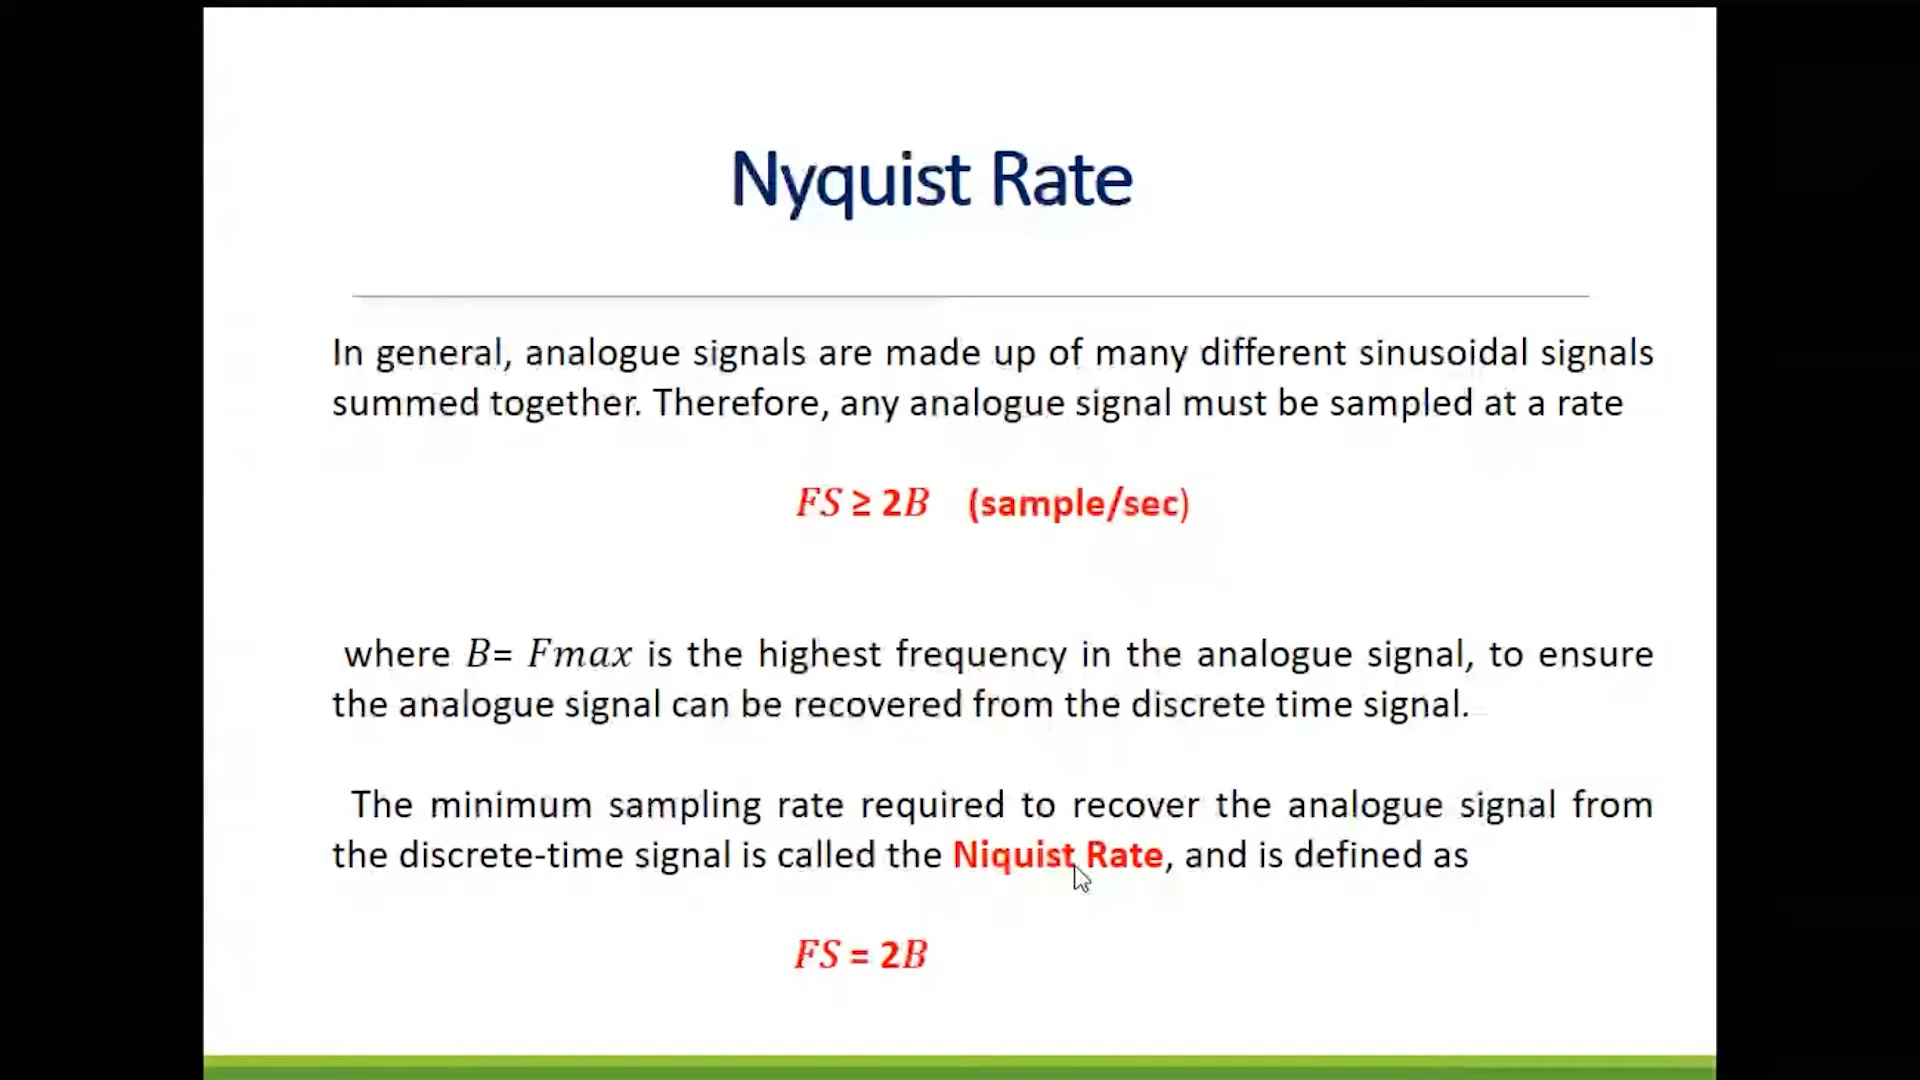 Nyquist Rate
In general, analogue signals are made up of many different sinusoidal signals
summed together. Therefore, any analogue signal must be sampled at a rate
FS ≥ 2B (sample/sec)
where B= Fmax is the highest frequency in the analogue signal, to ensure
the analogue signal can be recovered from the discrete time signal.
The minimum sampling rate required to recover the analogue signal from
the discrete-time signal is called the Niquist Rate, and is defined as
FS = 2B